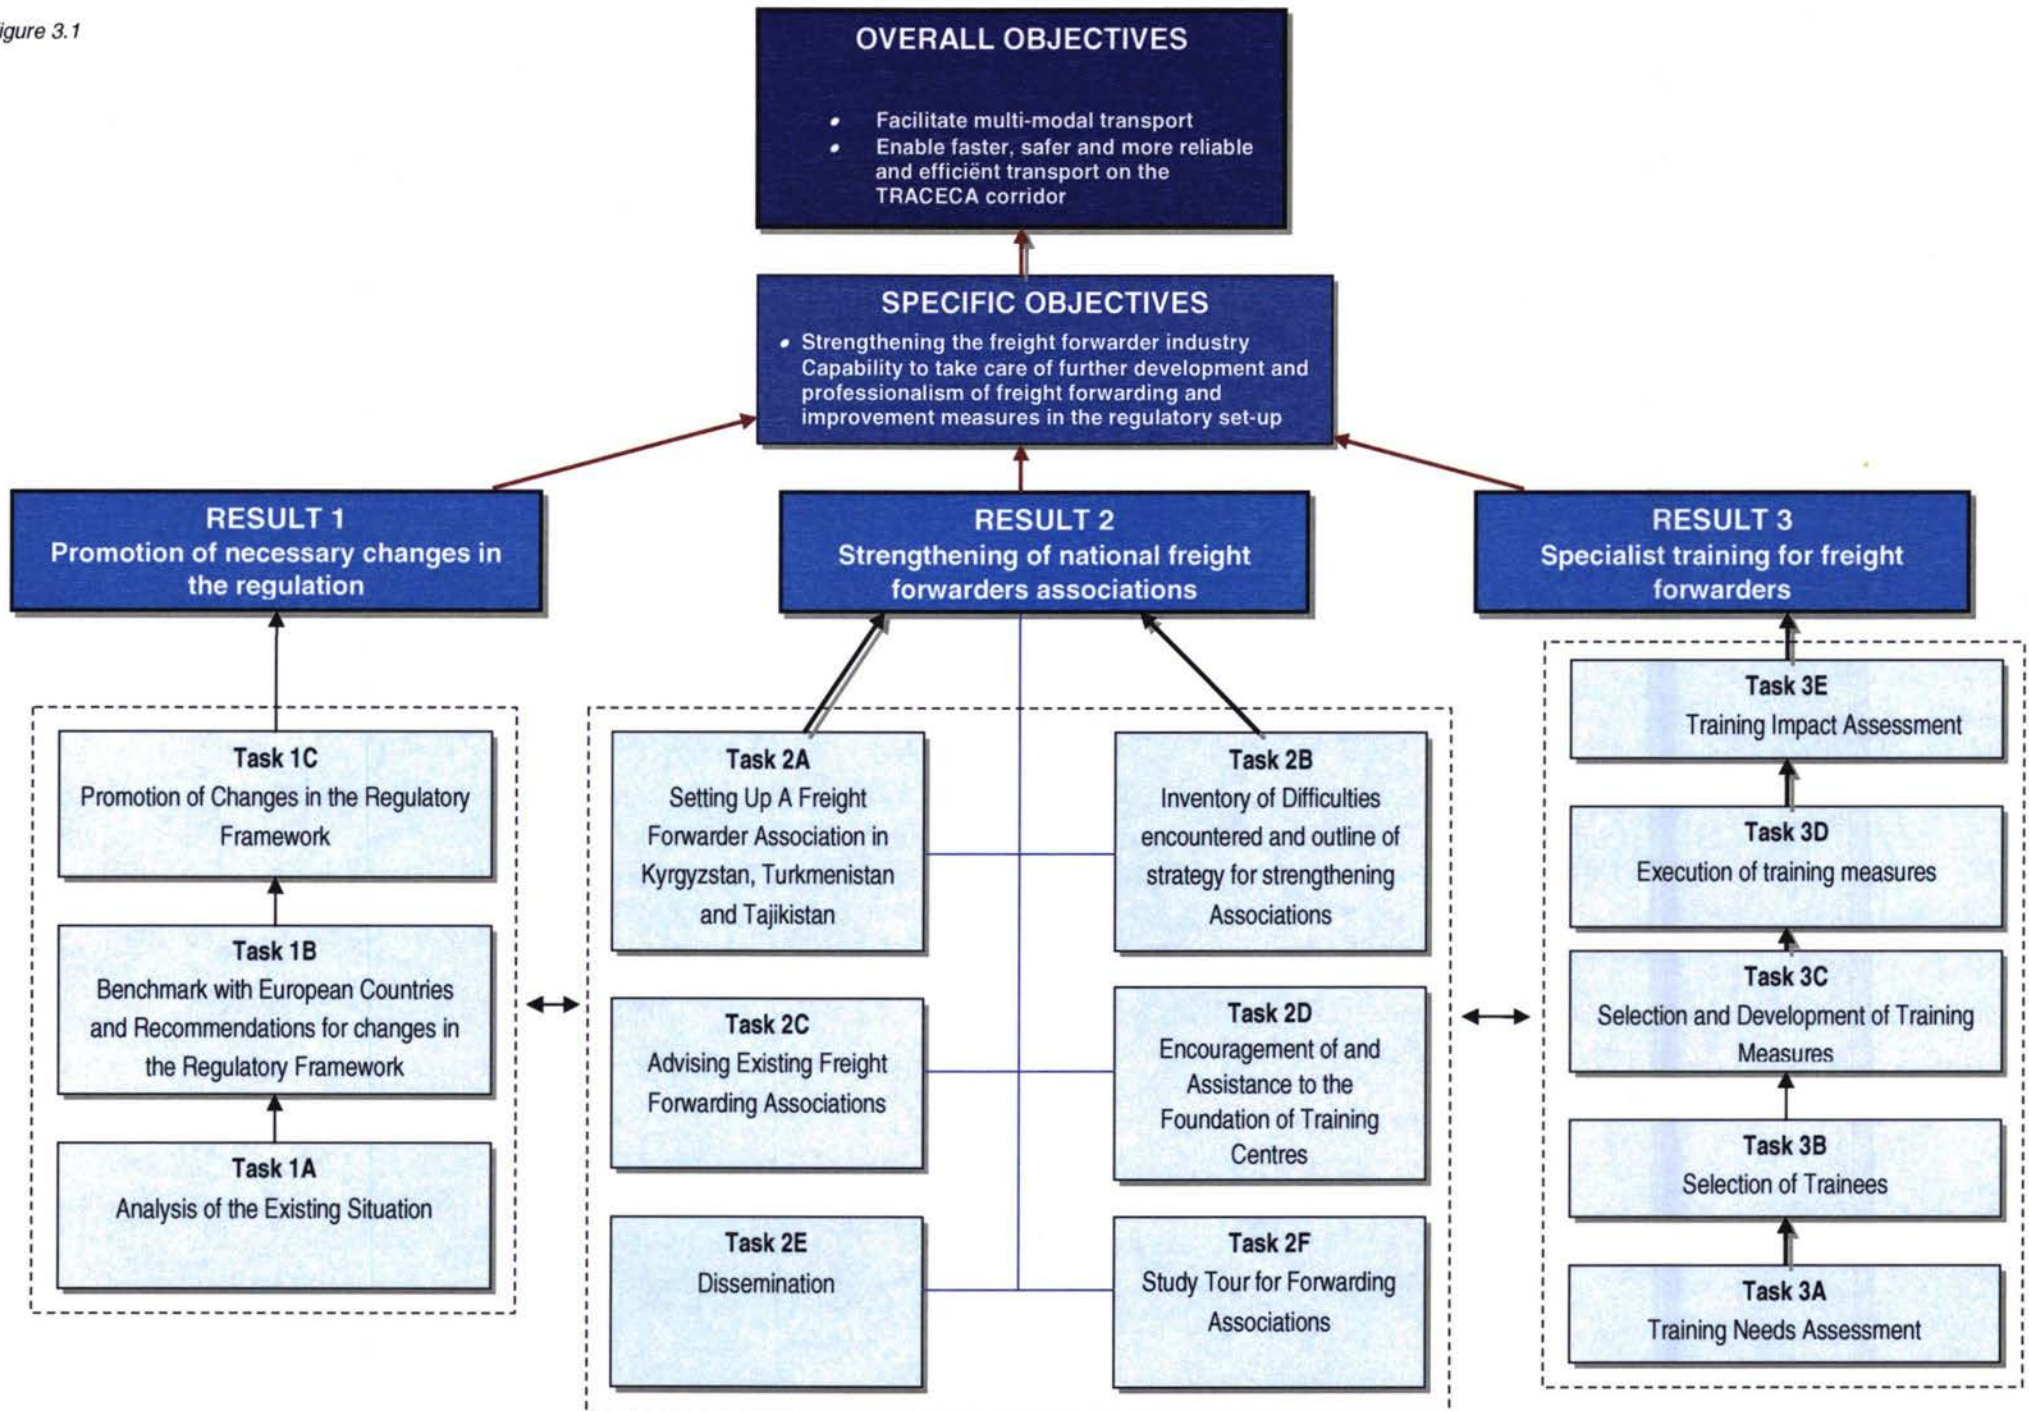 igure 3.1
OVERALL OBJECTIVES
• Facilitate multi-modal transport
• Enable faster, safer and more reliable
and efficiënt transport on the
TRACECA corridor
SPECIFIC OBJECTIVES
• Strengthening the freight forwarder industry
Capability to take care of further development and
professionalism of freight forwarding and
improvement measures in the regulatory set-up
RESULT 1
Promotion of necessary changes in
the regulation
RESULT 2
Strengthening of national freight
forwarders associations
RESULT 3
Specialist training for freight
forwarders
Task 1C
Promotion of Changes in the Regulatory
Framework
Task 1B
Benchmark with European Countries
and Recommendations for changes in
the Regulatory Framework
Task 1A
Analysis of the Existing Situation
Task 2A
Setting Up A Freight
Forwarder Association in
Kyrgyzstan, Turkmenistan
and Tajikistan
Task 2B
Inventory of Difficulties
encountered and outline of
strategy for strengthening
Associations
Task 2C
Advising Existing Freight
Forwarding Associations
Task 2D
Encouragement of and
Assistance to the
Foundation of Training
Centres
Task 2E
Dissemination
Task 2F
Study Tour for Forwarding
Associations
Task 3E
Training Impact Assessment
Task 3D
Execution of training measures
Task 3C
Selection and Development of Training
Measures
Task 3B
Selection of Trainees
Task 3A
Training Needs Assessment